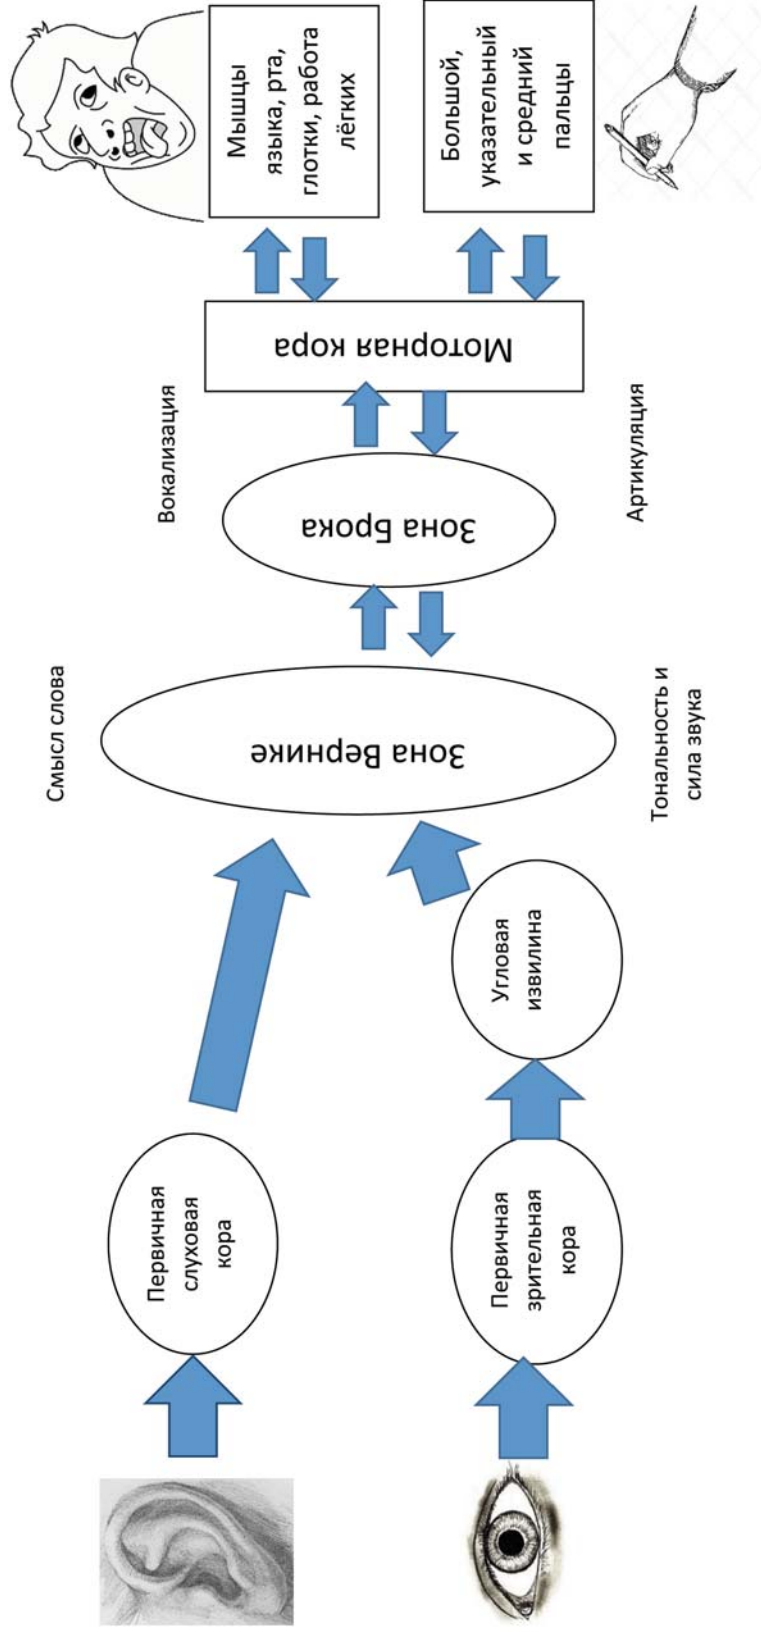 Первичная
слуховая
кора
Первичная
зрительная
кора
Угловая
извилина
Смысл слова
Зона Вернике
Тональность и
сила звука
Вокализация
Зона Брока
Артикуляция
Моторная кора
Мышцы
языка, рта,
глотки, работа
лёгких
Большой,
указательный
и средний
пальцы